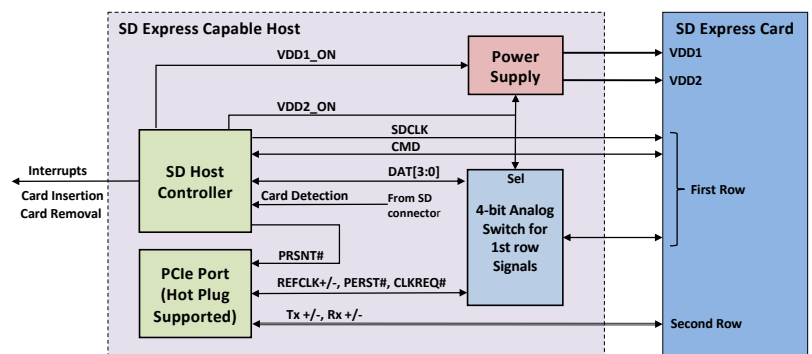 SD Express Capable Host
SD Express Card
VDD1_ON
Power
Supply
VDD1
VDD2
VDD2_ON
SDCLK
CMD
SD Host
Controller
Interrupts
Card Insertion
Card Removal
DAT[3:0]
Card Detection
From SD
connector
Sel
4-bit Analog
Switch for
1st row
Signals
First Row
PRSNT#
PCIe Port
(Hot Plug
Supported)
REFCLK+/-, PERST#, CLKREQ#
Tx +/-, Rx +/-
Second Row